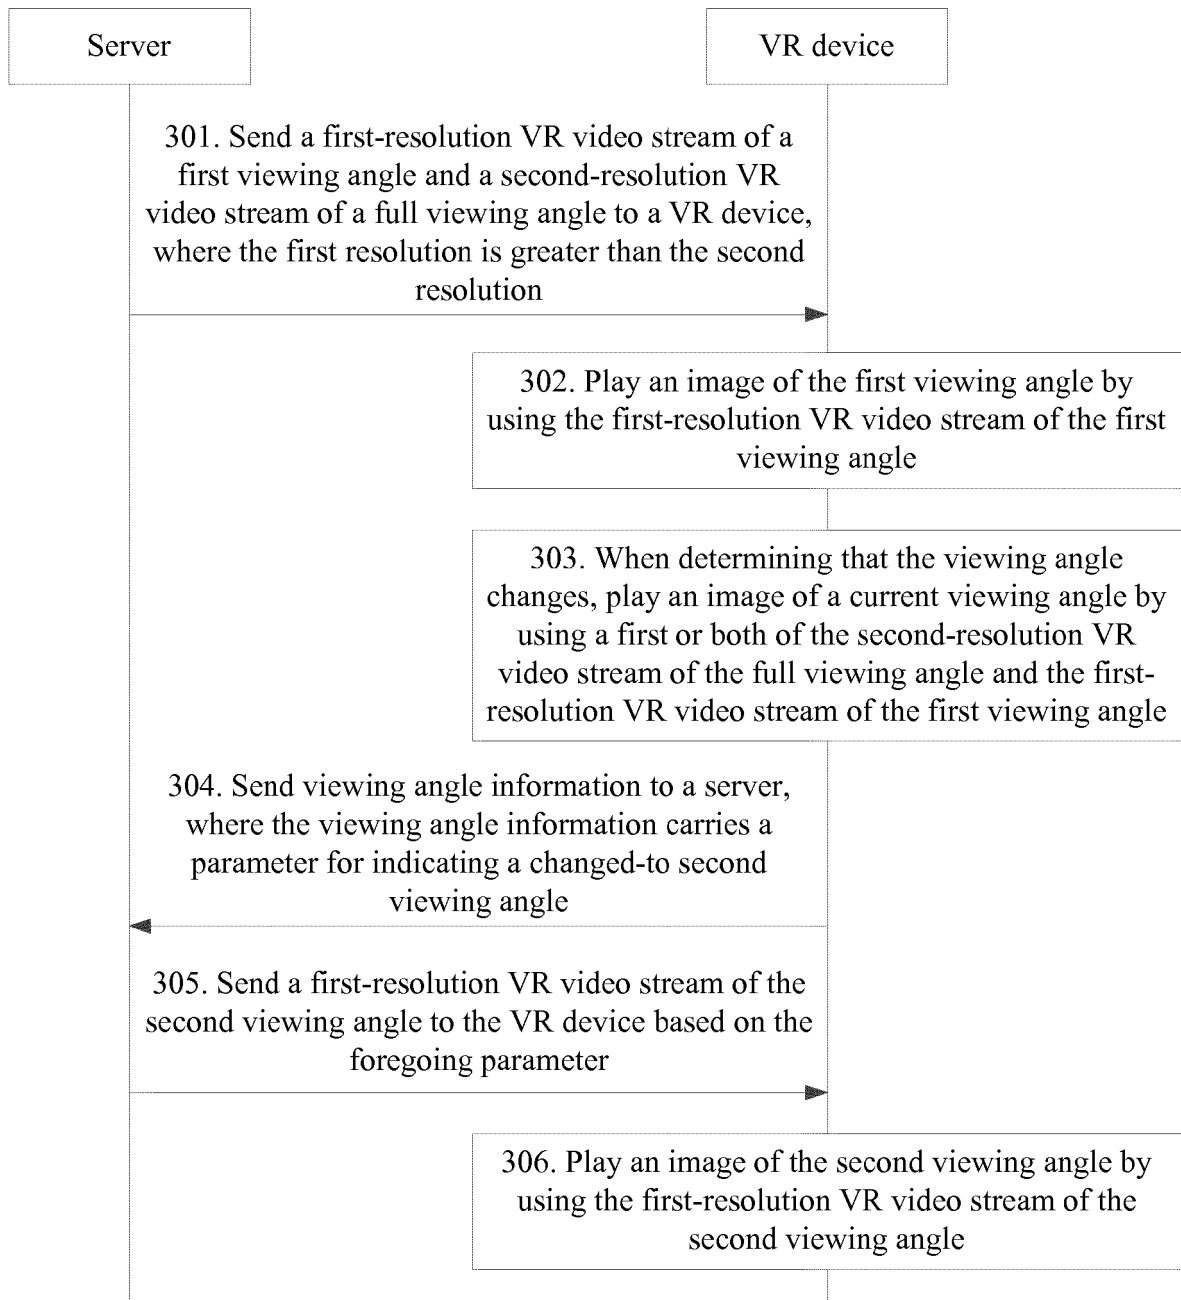 Server
VR device
301. Send a first-resolution VR video stream of a
first viewing angle and a second-resolution VR
video stream of a full viewing angle to a VR device,
where the first resolution is greater than the second
resolution
302. Play an image of the first viewing angle by
using the first-resolution VR video stream of the first
viewing angle
303. When determining that the viewing angle
changes, play an image of a current viewing angle by
using a first or both of the second-resolution VR
video stream of the full viewing angle and the first-
resolution VR video stream of the first viewing angle
304. Send viewing angle information to a server,
where the viewing angle information carries a
parameter for indicating a changed-to second
viewing angle
305. Send a first-resolution VR video stream of the
second viewing angle to the VR device based on the
foregoing parameter
306. Play an image of the second viewing angle by
using the first-resolution VR video stream of the
second viewing angle